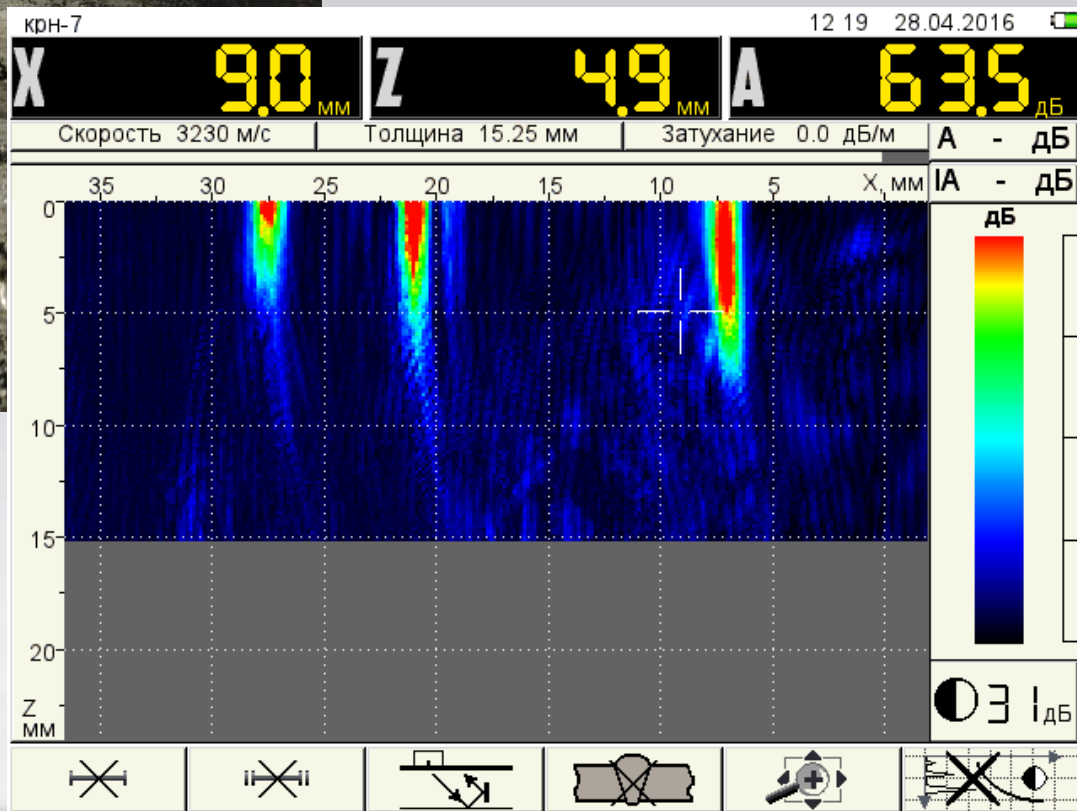 крн-7 12 19 28.04.2016
X 9.0 мм Z 4.9 мм A 63.5 дБ
Скорость 3230 м/с Толщина 15.25 мм Затухание 0.0 дБ/м A - дБ
IA - дБ
35 30 25 20 15 10 5 X, мм
дБ
0
5
10
15
20
Z
мм
31 дБ